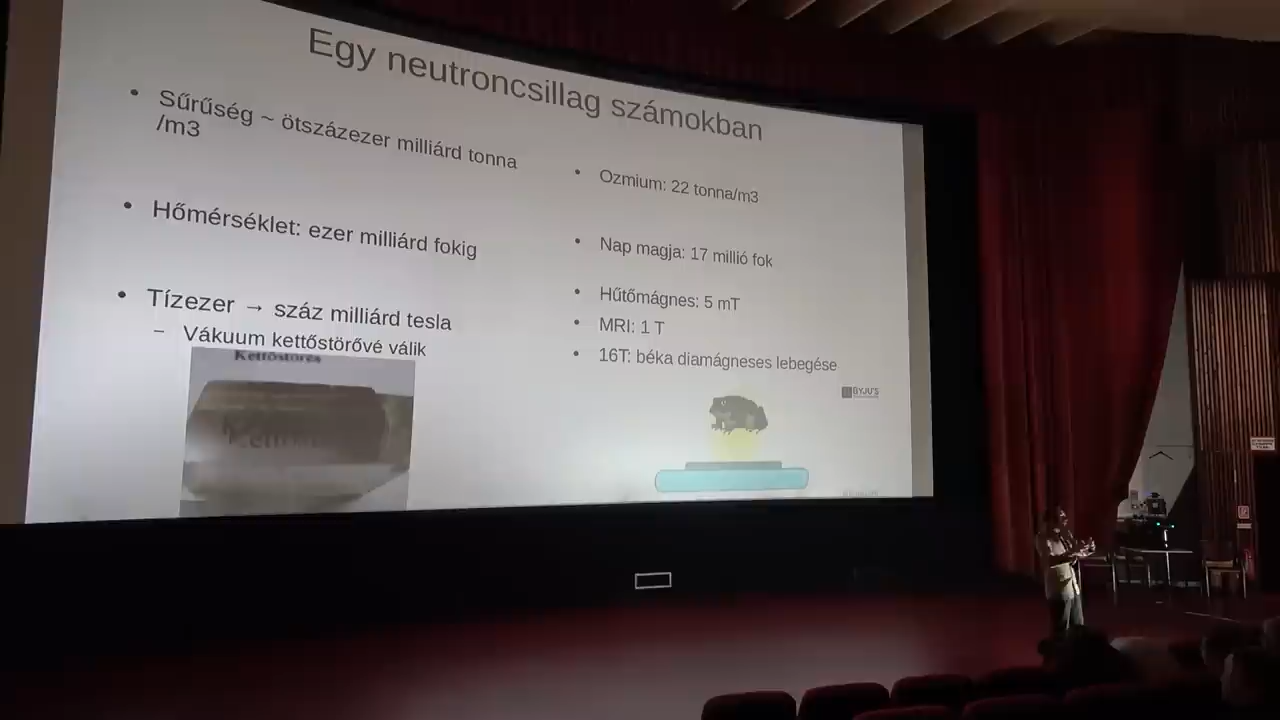 Egy neutroncsillag számokban
• Sűrűség ~ ötszázezer milliárd tonna
/m3
• Hőmérséklet: ezer milliárd fokig
• Tízezer → száz milliárd tesla
– Vákuum kettőstörővé válik
Kettőstörés
• Ozmium: 22 tonna/m3
• Nap magja: 17 millió fok
• Hűtőmágnes: 5 mT
• MRI: 1 T
• 16T: béka diamágneses lebegése
BYJU'S